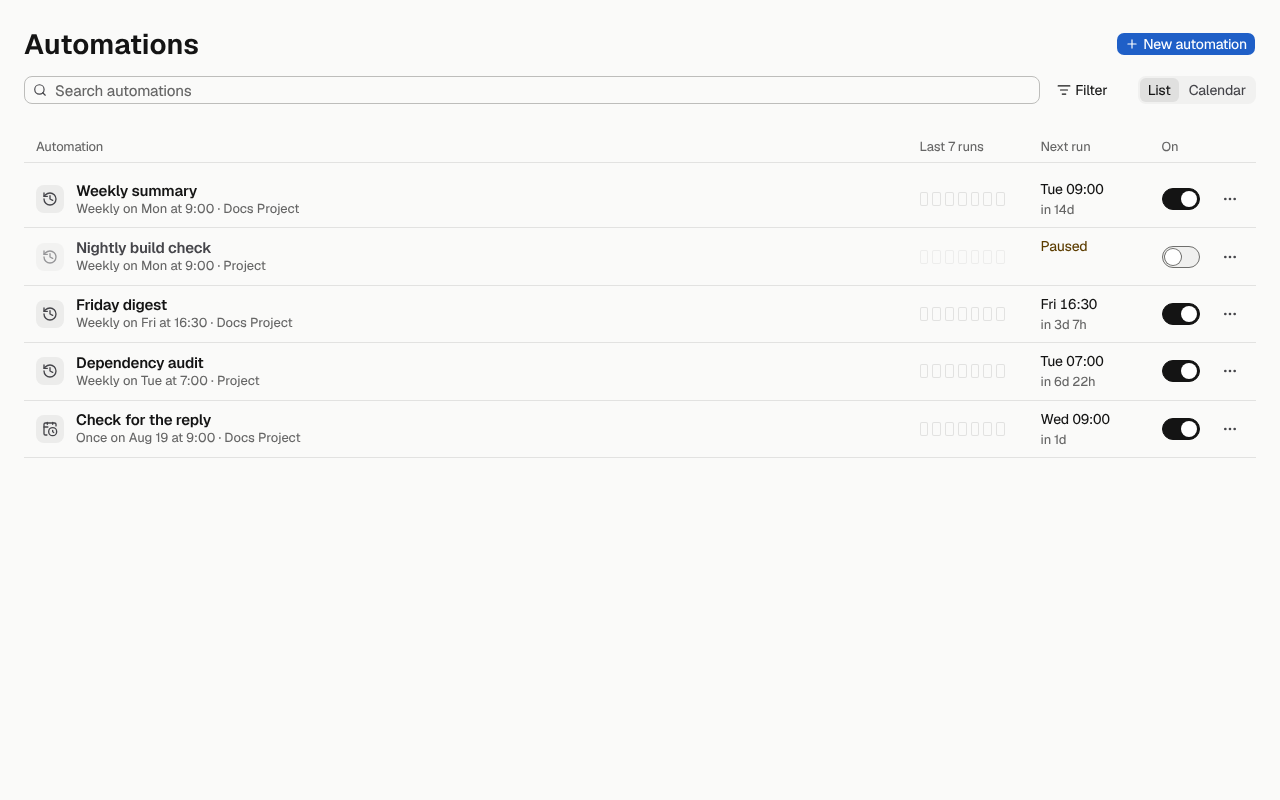 Automations
New automation
Search automations
Filter
List
Calendar
Automation
Last 7 runs
Next run
On
Weekly summary
Weekly on Mon at 9:00 · Docs Project
Tue 09:00
in 14d
Nightly build check
Weekly on Mon at 9:00 · Project
Paused
Friday digest
Weekly on Fri at 16:30 · Docs Project
Fri 16:30
in 3d 7h
Dependency audit
Weekly on Tue at 7:00 · Project
Tue 07:00
in 6d 22h
Check for the reply
Once on Aug 19 at 9:00 · Docs Project
Wed 09:00
in 1d